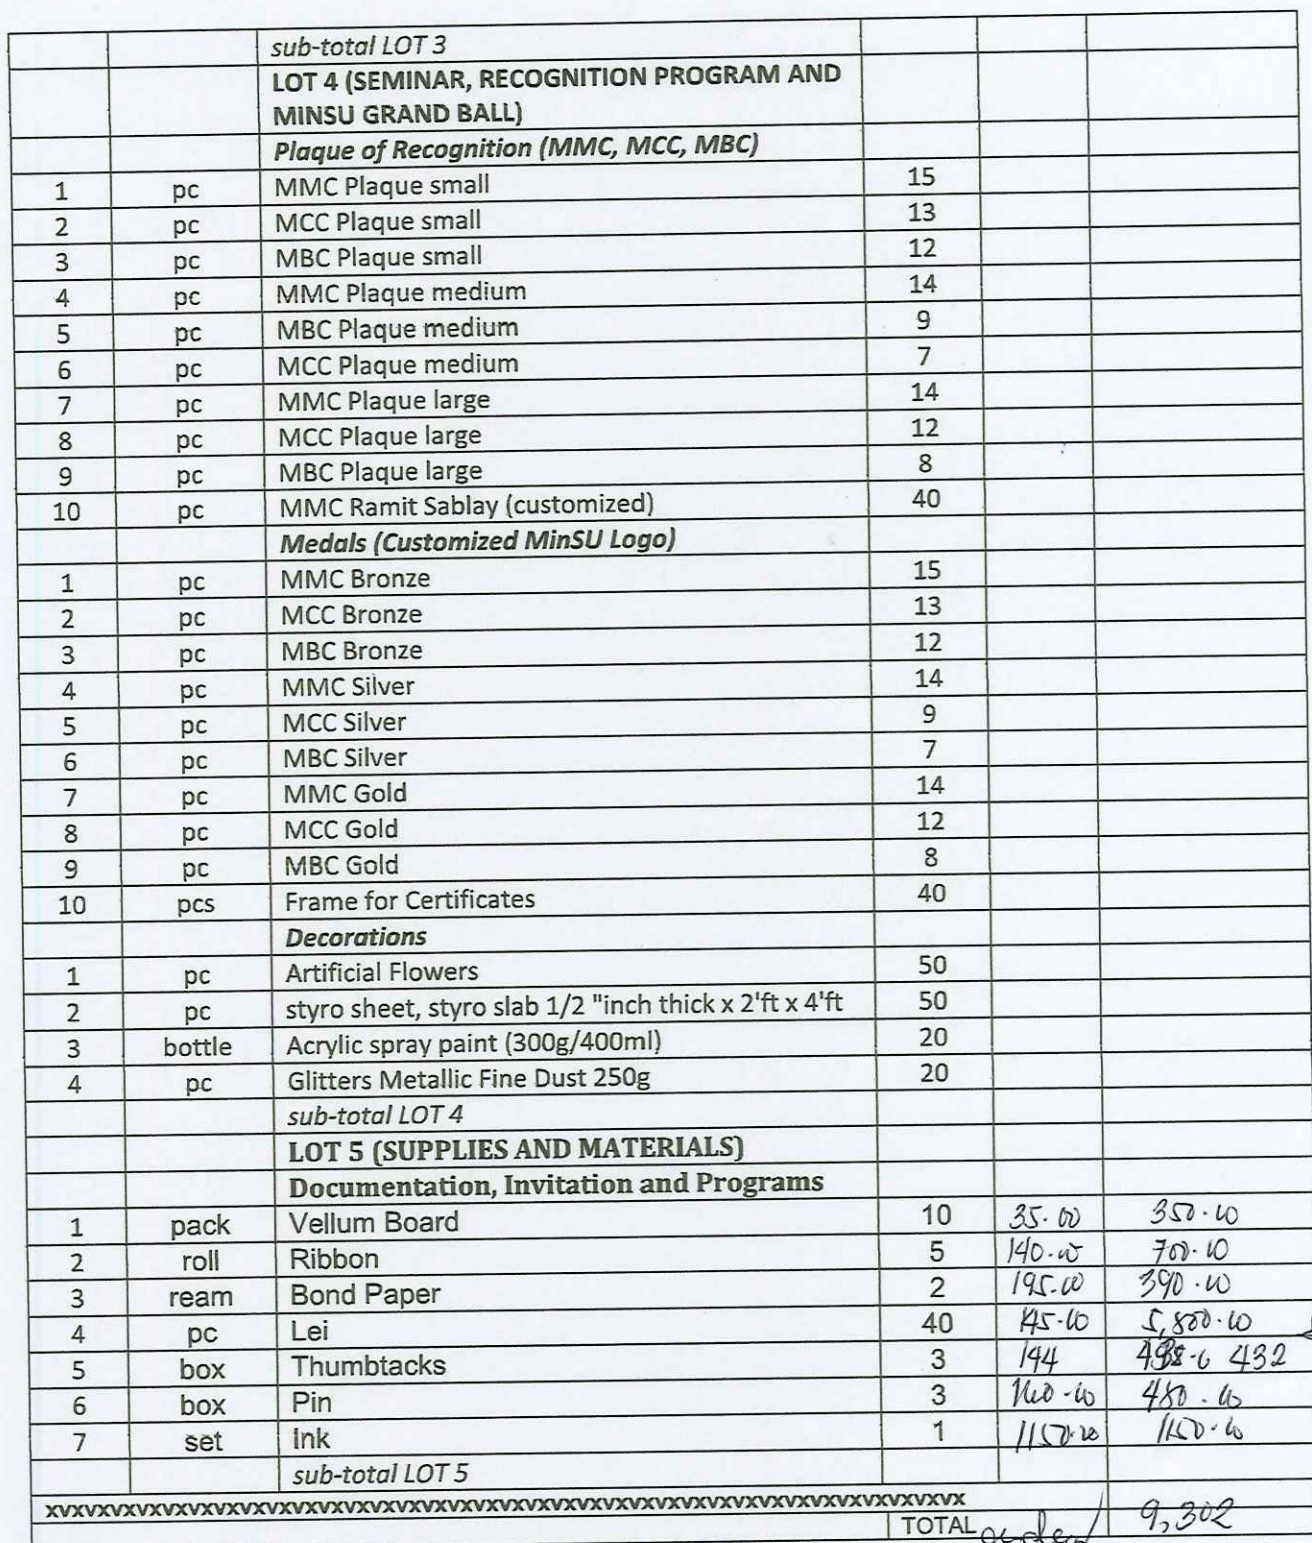 sub-total LOT 3
LOT 4 (SEMINAR, RECOGNITION PROGRAM AND
MINSU GRAND BALL)
Plaque of Recognition (MMC, MCC, MBC)
1 pc MMC Plaque small 15
2 pc MCC Plaque small 13
3 pc MBC Plaque small 12
4 pc MMC Plaque medium 14
5 pc MBC Plaque medium 9
6 pc MCC Plaque medium 7
7 pc MMC Plaque large 14
8 pc MCC Plaque large 12
9 pc MBC Plaque large 8
10 pc MMC Ramit Sablay (customized) 40
Medals (Customized MinSU Logo)
1 pc MMC Bronze 15
2 pc MCC Bronze 13
3 pc MBC Bronze 12
4 pc MMC Silver 14
5 pc MCC Silver 9
6 pc MBC Silver 7
7 pc MMC Gold 14
8 pc MCC Gold 12
9 pc MBC Gold 8
10 pcs Frame for Certificates 40
Decorations
1 pc Artificial Flowers 50
2 pc styro sheet, styro slab 1/2 "inch thick x 2'ft x 4'ft 50
3 bottle Acrylic spray paint (300g/400ml) 20
4 pc Glitters Metallic Fine Dust 250g 20
sub-total LOT 4
LOT 5 (SUPPLIES AND MATERIALS)
Documentation, Invitation and Programs
1 pack Vellum Board 10 35.00 350.00
2 roll Ribbon 5 140.00 700.00
3 ream Bond Paper 2 195.00 390.00
4 pc Lei 40 145.00 5,800.00
5 box Thumbtacks 3 144 432
6 box Pin 3 160.00 480.00
7 set Ink 1 1150.00 1150.00
sub-total LOT 5
xvxvxvxvxvxvxvxvxvxvxvxvxvxvxvxvxvxvxvxvxvxvxvxvxvxvxvxvxvxvxvxvxvxvxvxvxvxvxvx
TOTAL 9,302